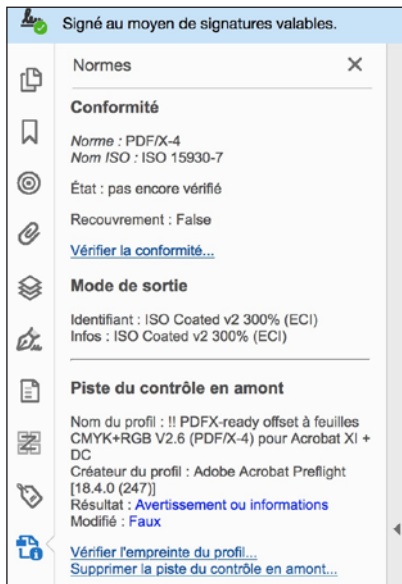 Signé au moyen de signatures valables.
Normes
Conformité
Norme : PDF/X-4
Nom ISO : ISO 15930-7
État : pas encore vérifié
Recouvrement : False
Vérifier la conformité...
Mode de sortie
Identifiant : ISO Coated v2 300% (ECI)
Infos : ISO Coated v2 300% (ECI)
Piste du contrôle en amont
Nom du profil : !! PDFX-ready offset à feuilles
CMYK+RGB V2.6 (PDF/X-4) pour Acrobat XI +
DC
Créateur du profil : Adobe Acrobat Preflight
[18.4.0 (247)]
Résultat : Avertissement ou informations
Modifié : Faux
Vérifier l'empreinte du profil...
Supprimer la piste du contrôle en amont...